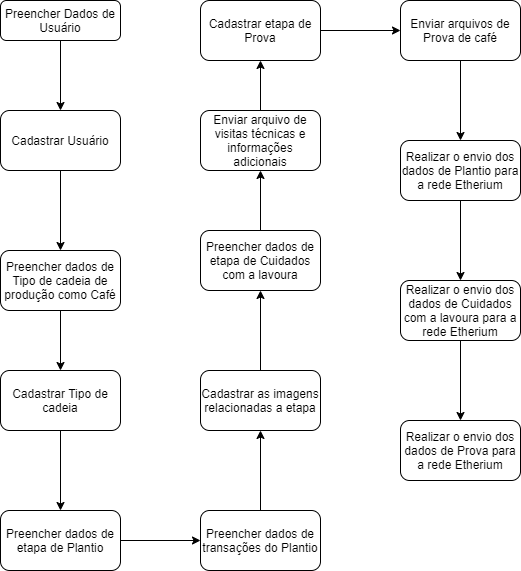 Preencher Dados de
Usuário
Cadastrar Usuário
Preencher dados de
Tipo de cadeia de
produção como Café
Cadastrar Tipo de
cadeia
Preencher dados de
etapa de Plantio
Preencher dados de
transações do Plantio
Cadastrar as imagens
relacionadas a etapa
Preencher dados de
etapa de Cuidados
com a lavoura
Enviar arquivo de
visitas técnicas e
informações
adicionais
Cadastrar etapa de
Prova
Enviar arquivos de
Prova de café
Realizar o envio dos
dados de Plantio para
a rede Etherium
Realizar o envio dos
dados de Cuidados
com a lavoura para a
rede Etherium
Realizar o envio dos
dados de Prova para
a rede Etherium